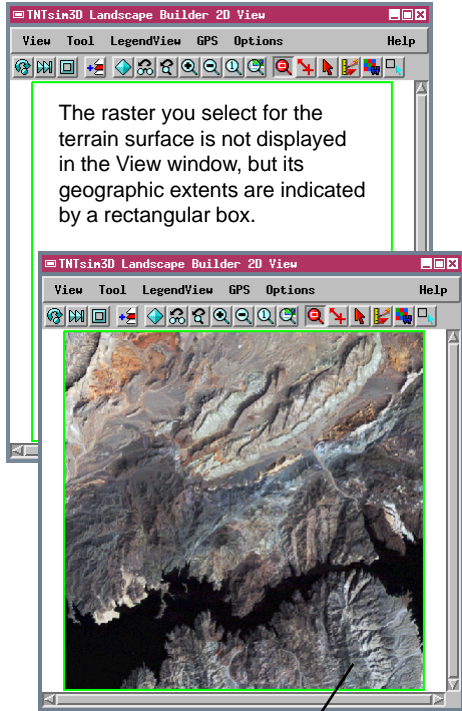 TNTsim3D Landscape Builder 2D View
View Tool LegendView GPS Options Help
The raster you select for the
terrain surface is not displayed
in the View window, but its
geographic extents are indicated
by a rectangular box.
TNTsim3D Landscape Builder 2D View
View Tool LegendView GPS Options Help